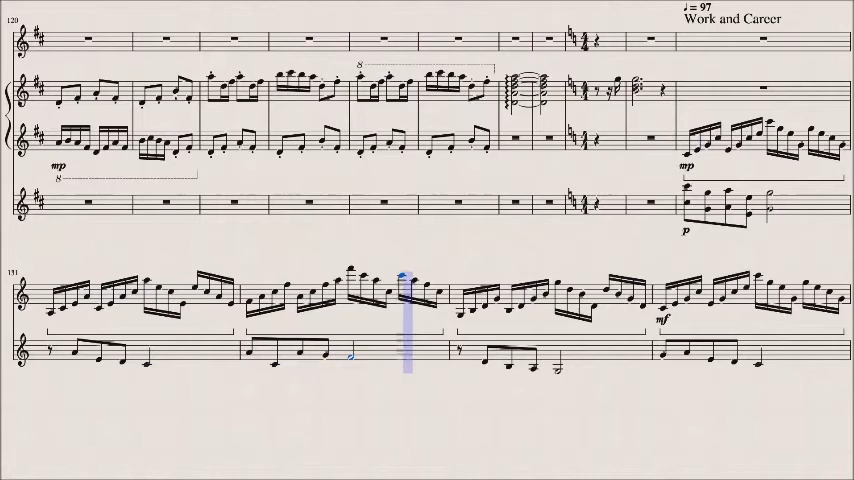 ♩ = 97
Work and Career
120
8
mp
8
mp
p
131
mf